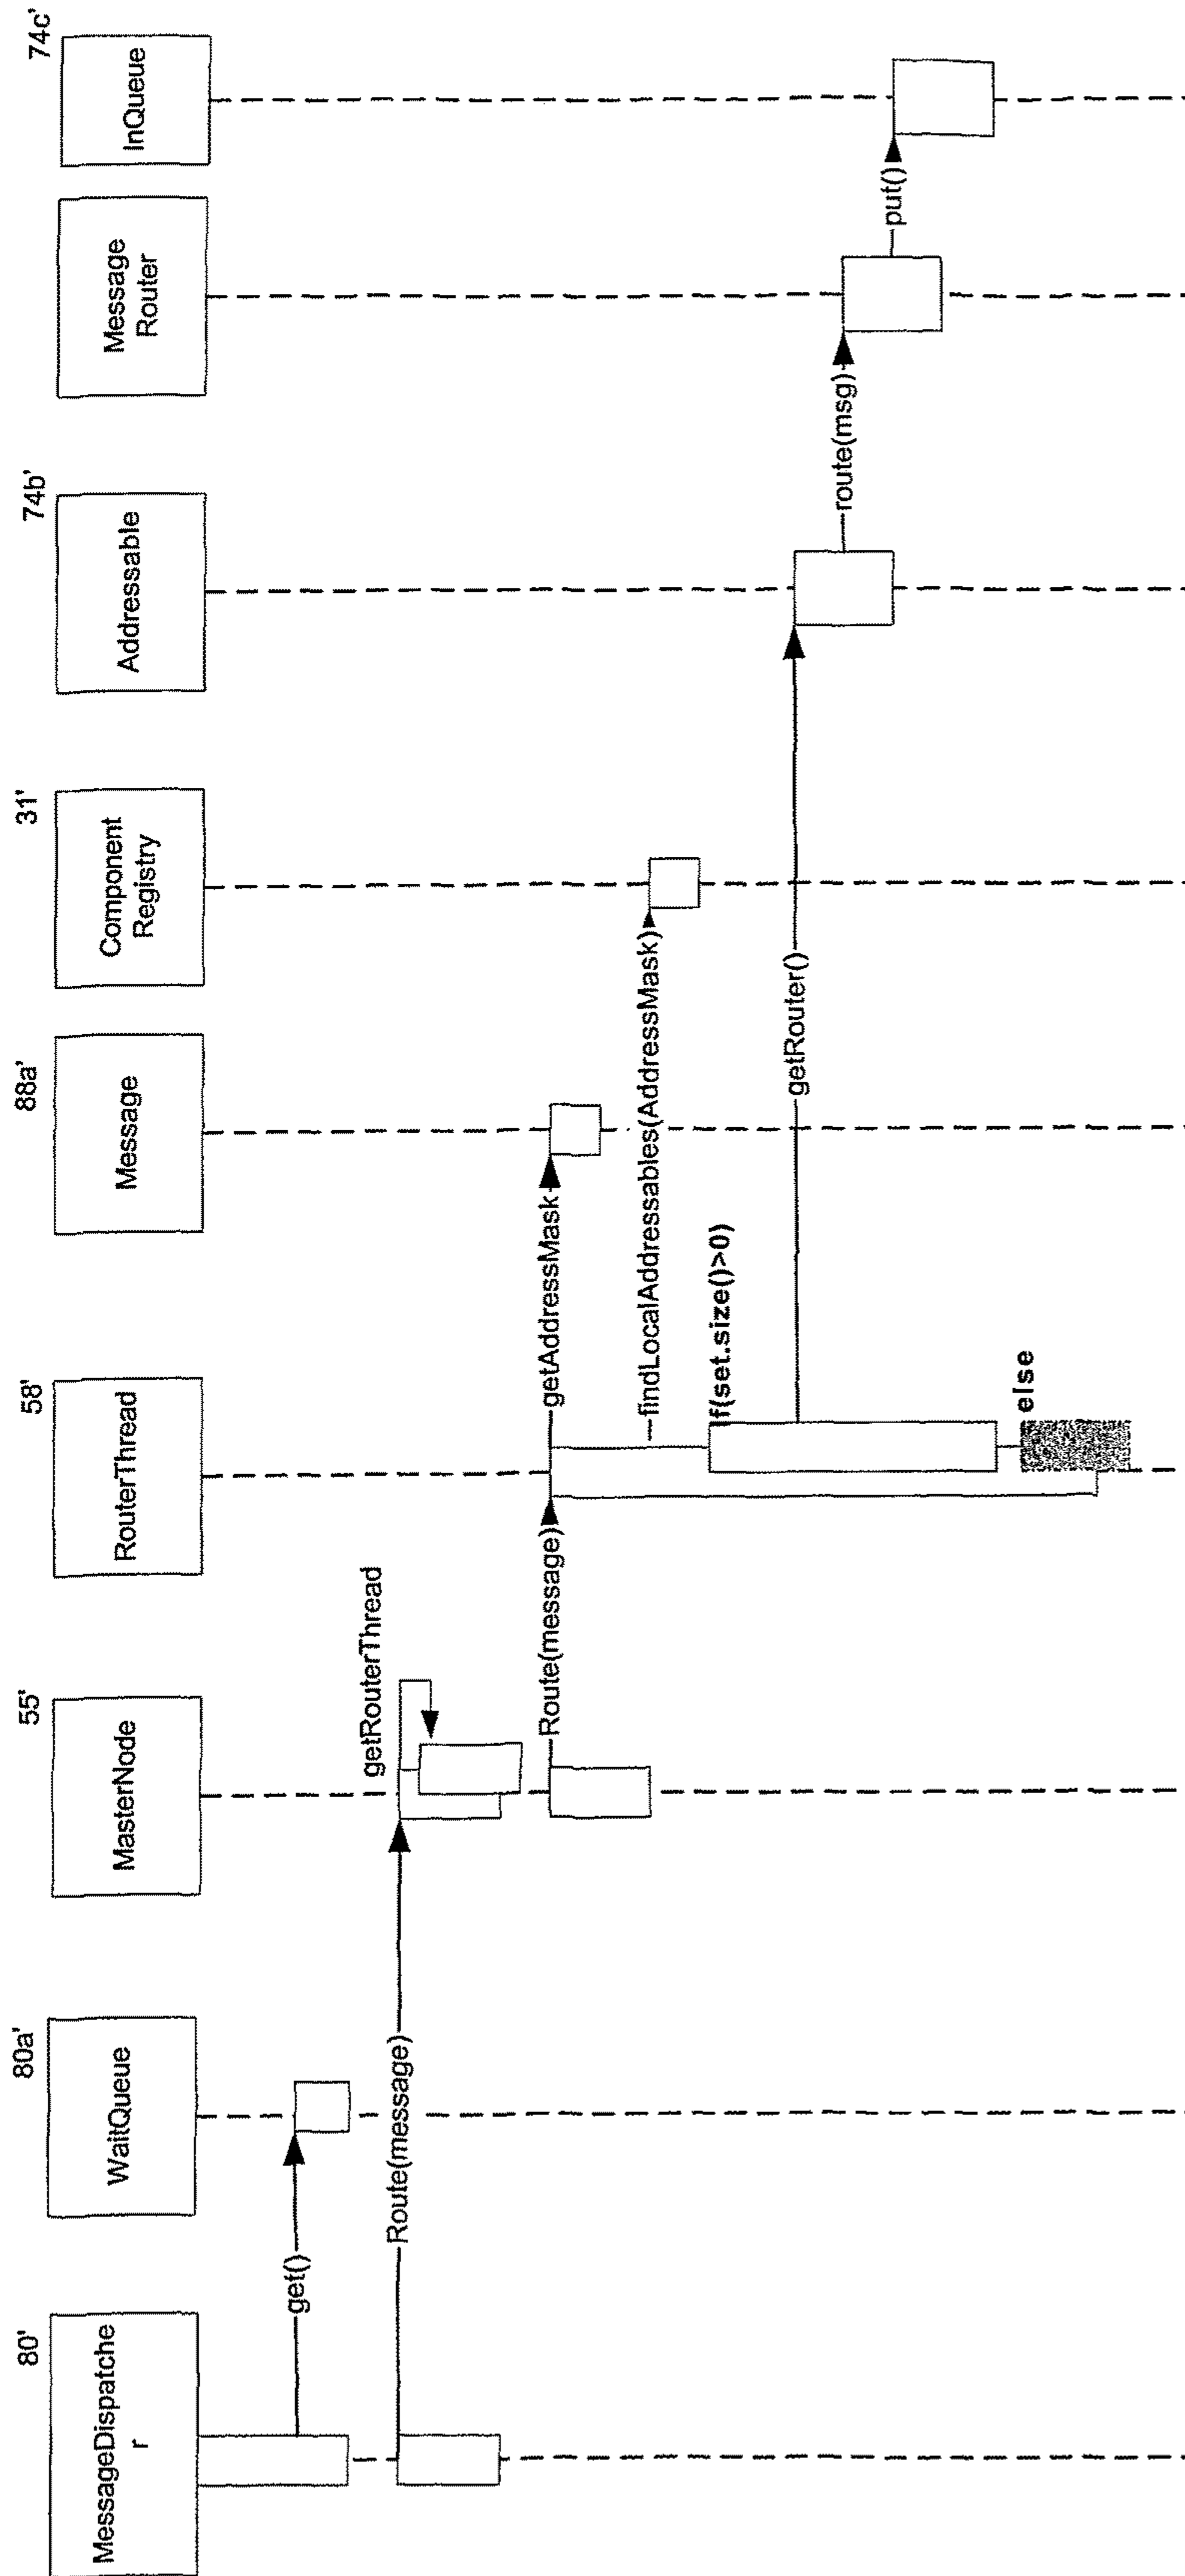 80'
MessageDispatche
r
80a'
WaitQueue
55'
MasterNode
58'
RouterThread
88a'
Message
31'
Component
Registry
74b'
Addressable
Message
Router
74c'
InQueue
get()
Route(message)
getRouterThread
Route(message)
getAddressMask
findLocalAddressables(AddressMask)
If(set.size()>0)
getRouter()
route(msg)
put()
else